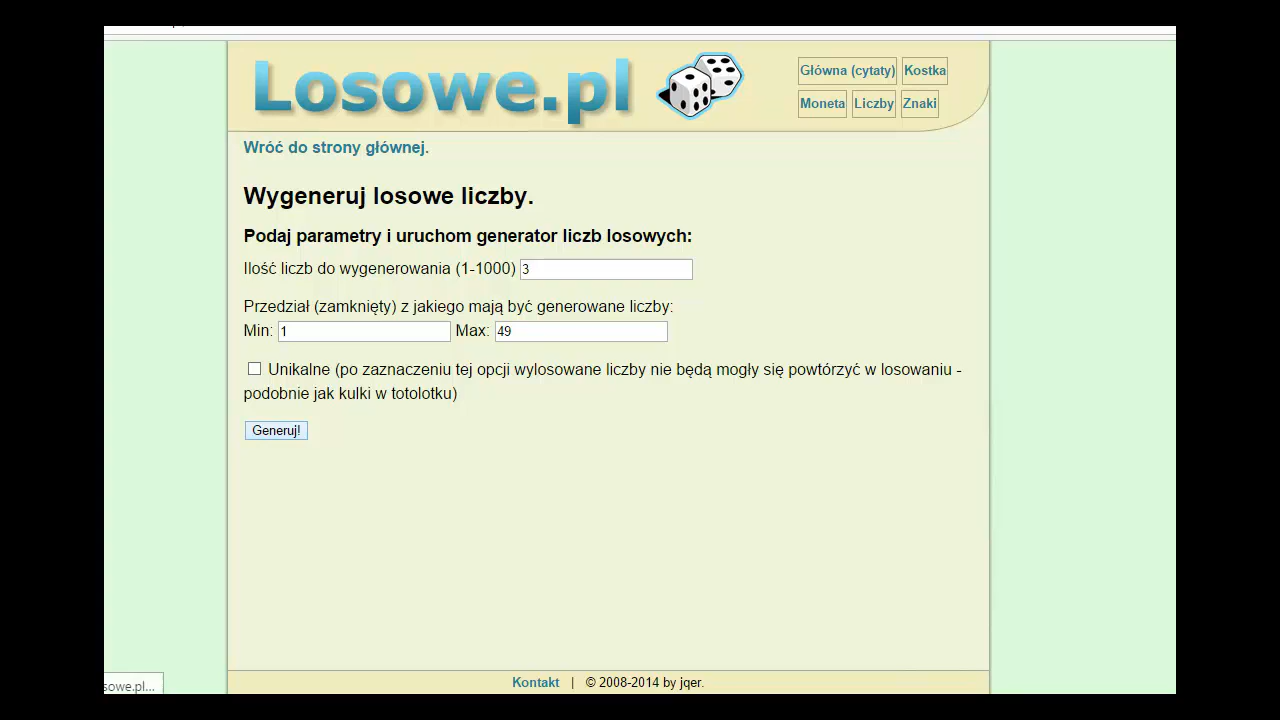 Losowe.pl
Główna (cytaty) Kostka
Moneta Liczby Znaki
Wróć do strony głównej.
Wygeneruj losowe liczby.
Podaj parametry i uruchom generator liczb losowych:
Ilość liczb do wygenerowania (1-1000) 3
Przedział (zamknięty) z jakiego mają być generowane liczby:
Min: 1 Max: 49
Unikalne (po zaznaczeniu tej opcji wylosowane liczby nie będą mogły się powtórzyć w losowaniu -
podobnie jak kulki w totolotku)
Generuj!
Kontakt | © 2008-2014 by jqer.
sowe.pl...